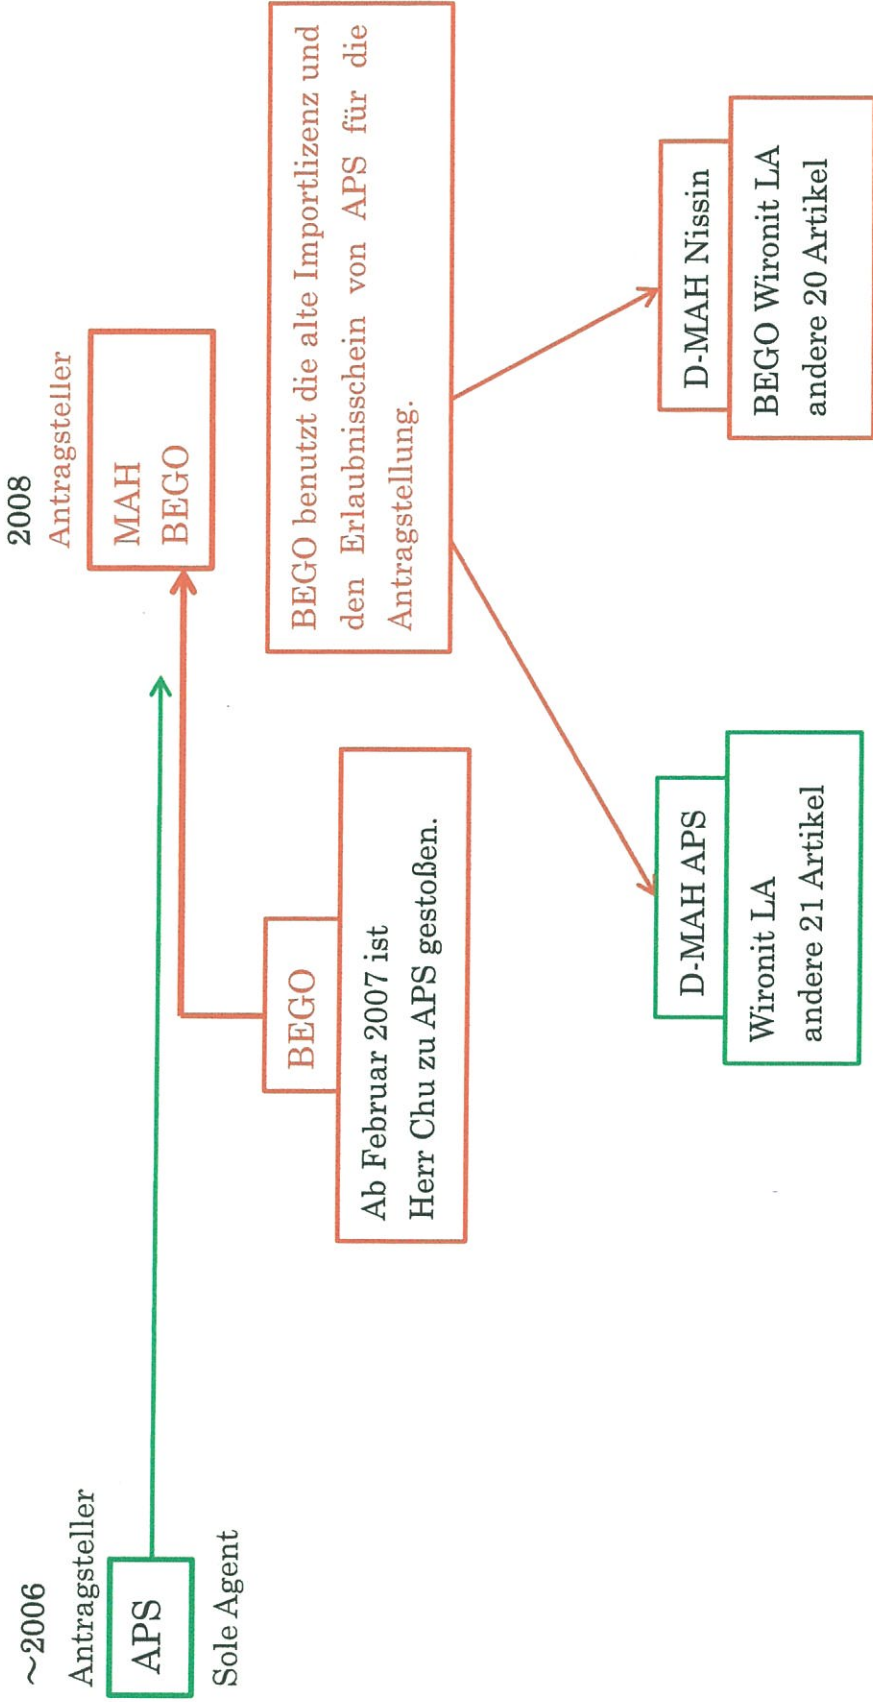 ~2006
Antragsteller
APS
Sole Agent
2008
Antragsteller
MAH
BEGO
BEGO
Ab Februar 2007 ist
Herr Chu zu APS gestoßen.
BEGO benutzt die alte Importlizenz und
den Erlaubnisschein von APS für die
Antragstellung.
D-MAH APS
Wironit LA
andere 21 Artikel
D-MAH Nissin
BEGO Wironit LA
andere 20 Artikel